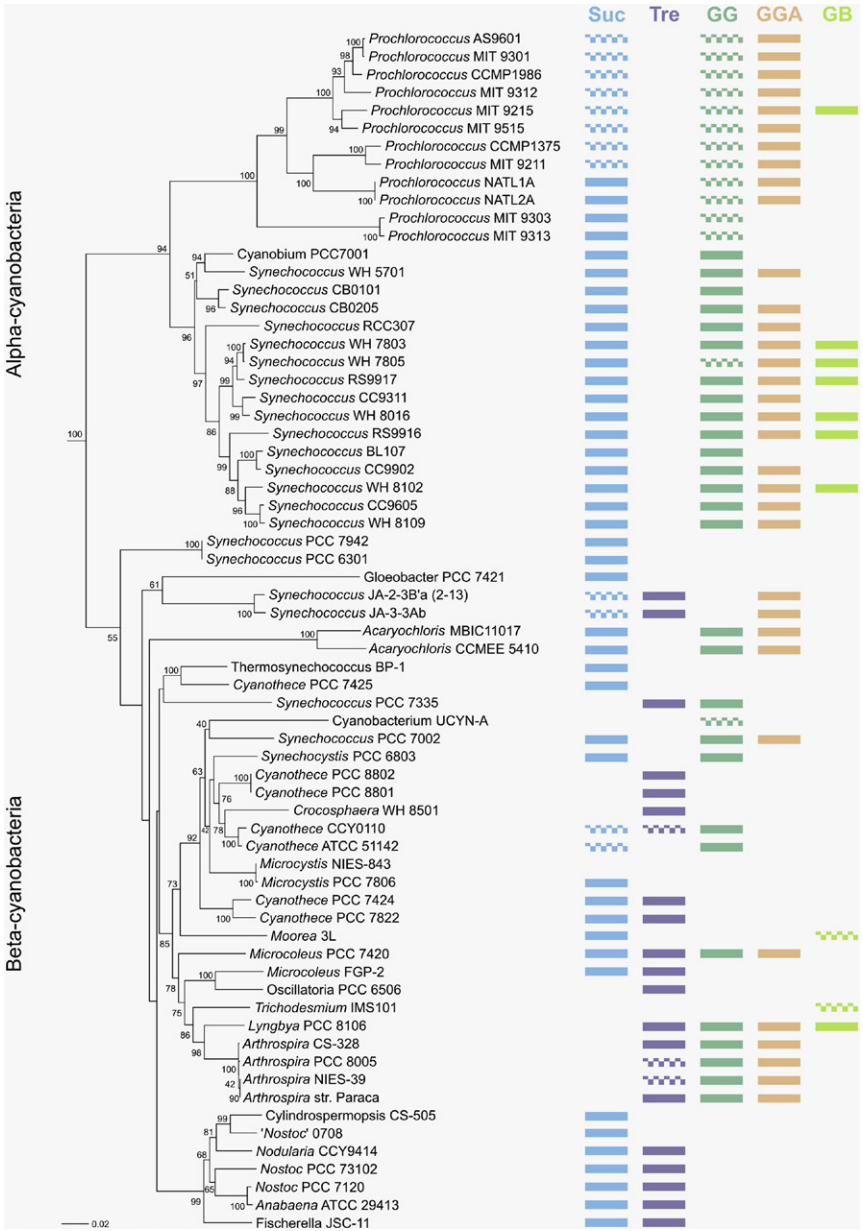 Suc Tre GG GGA GB
Prochlorococcus AS9601
Prochlorococcus MIT 9301
Prochlorococcus CCMP1986
Prochlorococcus MIT 9312
Prochlorococcus MIT 9215
Prochlorococcus MIT 9515
Prochlorococcus CCMP1375
Prochlorococcus MIT 9211
Prochlorococcus NATL1A
Prochlorococcus NATL2A
Prochlorococcus MIT 9303
Prochlorococcus MIT 9313
Cyanobium PCC7001
Synechococcus WH 5701
Synechococcus CB0101
Synechococcus CB0205
Synechococcus RCC307
Synechococcus WH 7803
Synechococcus WH 7805
Synechococcus RS9917
Synechococcus CC9311
Synechococcus WH 8016
Synechococcus RS9916
Synechococcus BL107
Synechococcus CC9902
Synechococcus WH 8102
Synechococcus CC9605
Synechococcus WH 8109
Synechococcus PCC 7942
Synechococcus PCC 6301
Gloeobacter PCC 7421
Synechococcus JA-2-3B'a (2-13)
Synechococcus JA-3-3Ab
Acaryochloris MBIC11017
Acaryochloris CCMEE 5410
Thermosynechococcus BP-1
Cyanothece PCC 7425
Synechococcus PCC 7335
Cyanobacterium UCYN-A
Synechococcus PCC 7002
Synechocystis PCC 6803
Cyanothece PCC 8802
Cyanothece PCC 8801
Crocosphaera WH 8501
Cyanothece CCY0110
Cyanothece ATCC 51142
Microcystis NIES-843
Microcystis PCC 7806
Cyanothece PCC 7424
Cyanothece PCC 7822
Moorea 3L
Microcoleus PCC 7420
Microcoleus FGP-2
Oscillatoria PCC 6506
Trichodesmium IMS101
Lyngbya PCC 8106
Arthrospira CS-328
Arthrospira PCC 8005
Arthrospira NIES-39
Arthrospira str. Paraca
Cylindrospermopsis CS-505
'Nostoc' 0708
Nodularia CCY9414
Nostoc PCC 73102
Nostoc PCC 7120
Anabaena ATCC 29413
Fischerella JSC-11
Alpha-cyanobacteria
Beta-cyanobacteria
100
98
93
94
99
100
100
100
100
100
94
94
51
96
96
100
94
99
97
99
86
100
99
88
96
100
100
100
61
100
55
100
100
40
63
100
76
42
78
100
92
100
73
100
85
78
100
75
86
98
100
42
90
99
81
68
65
100
99
0.02